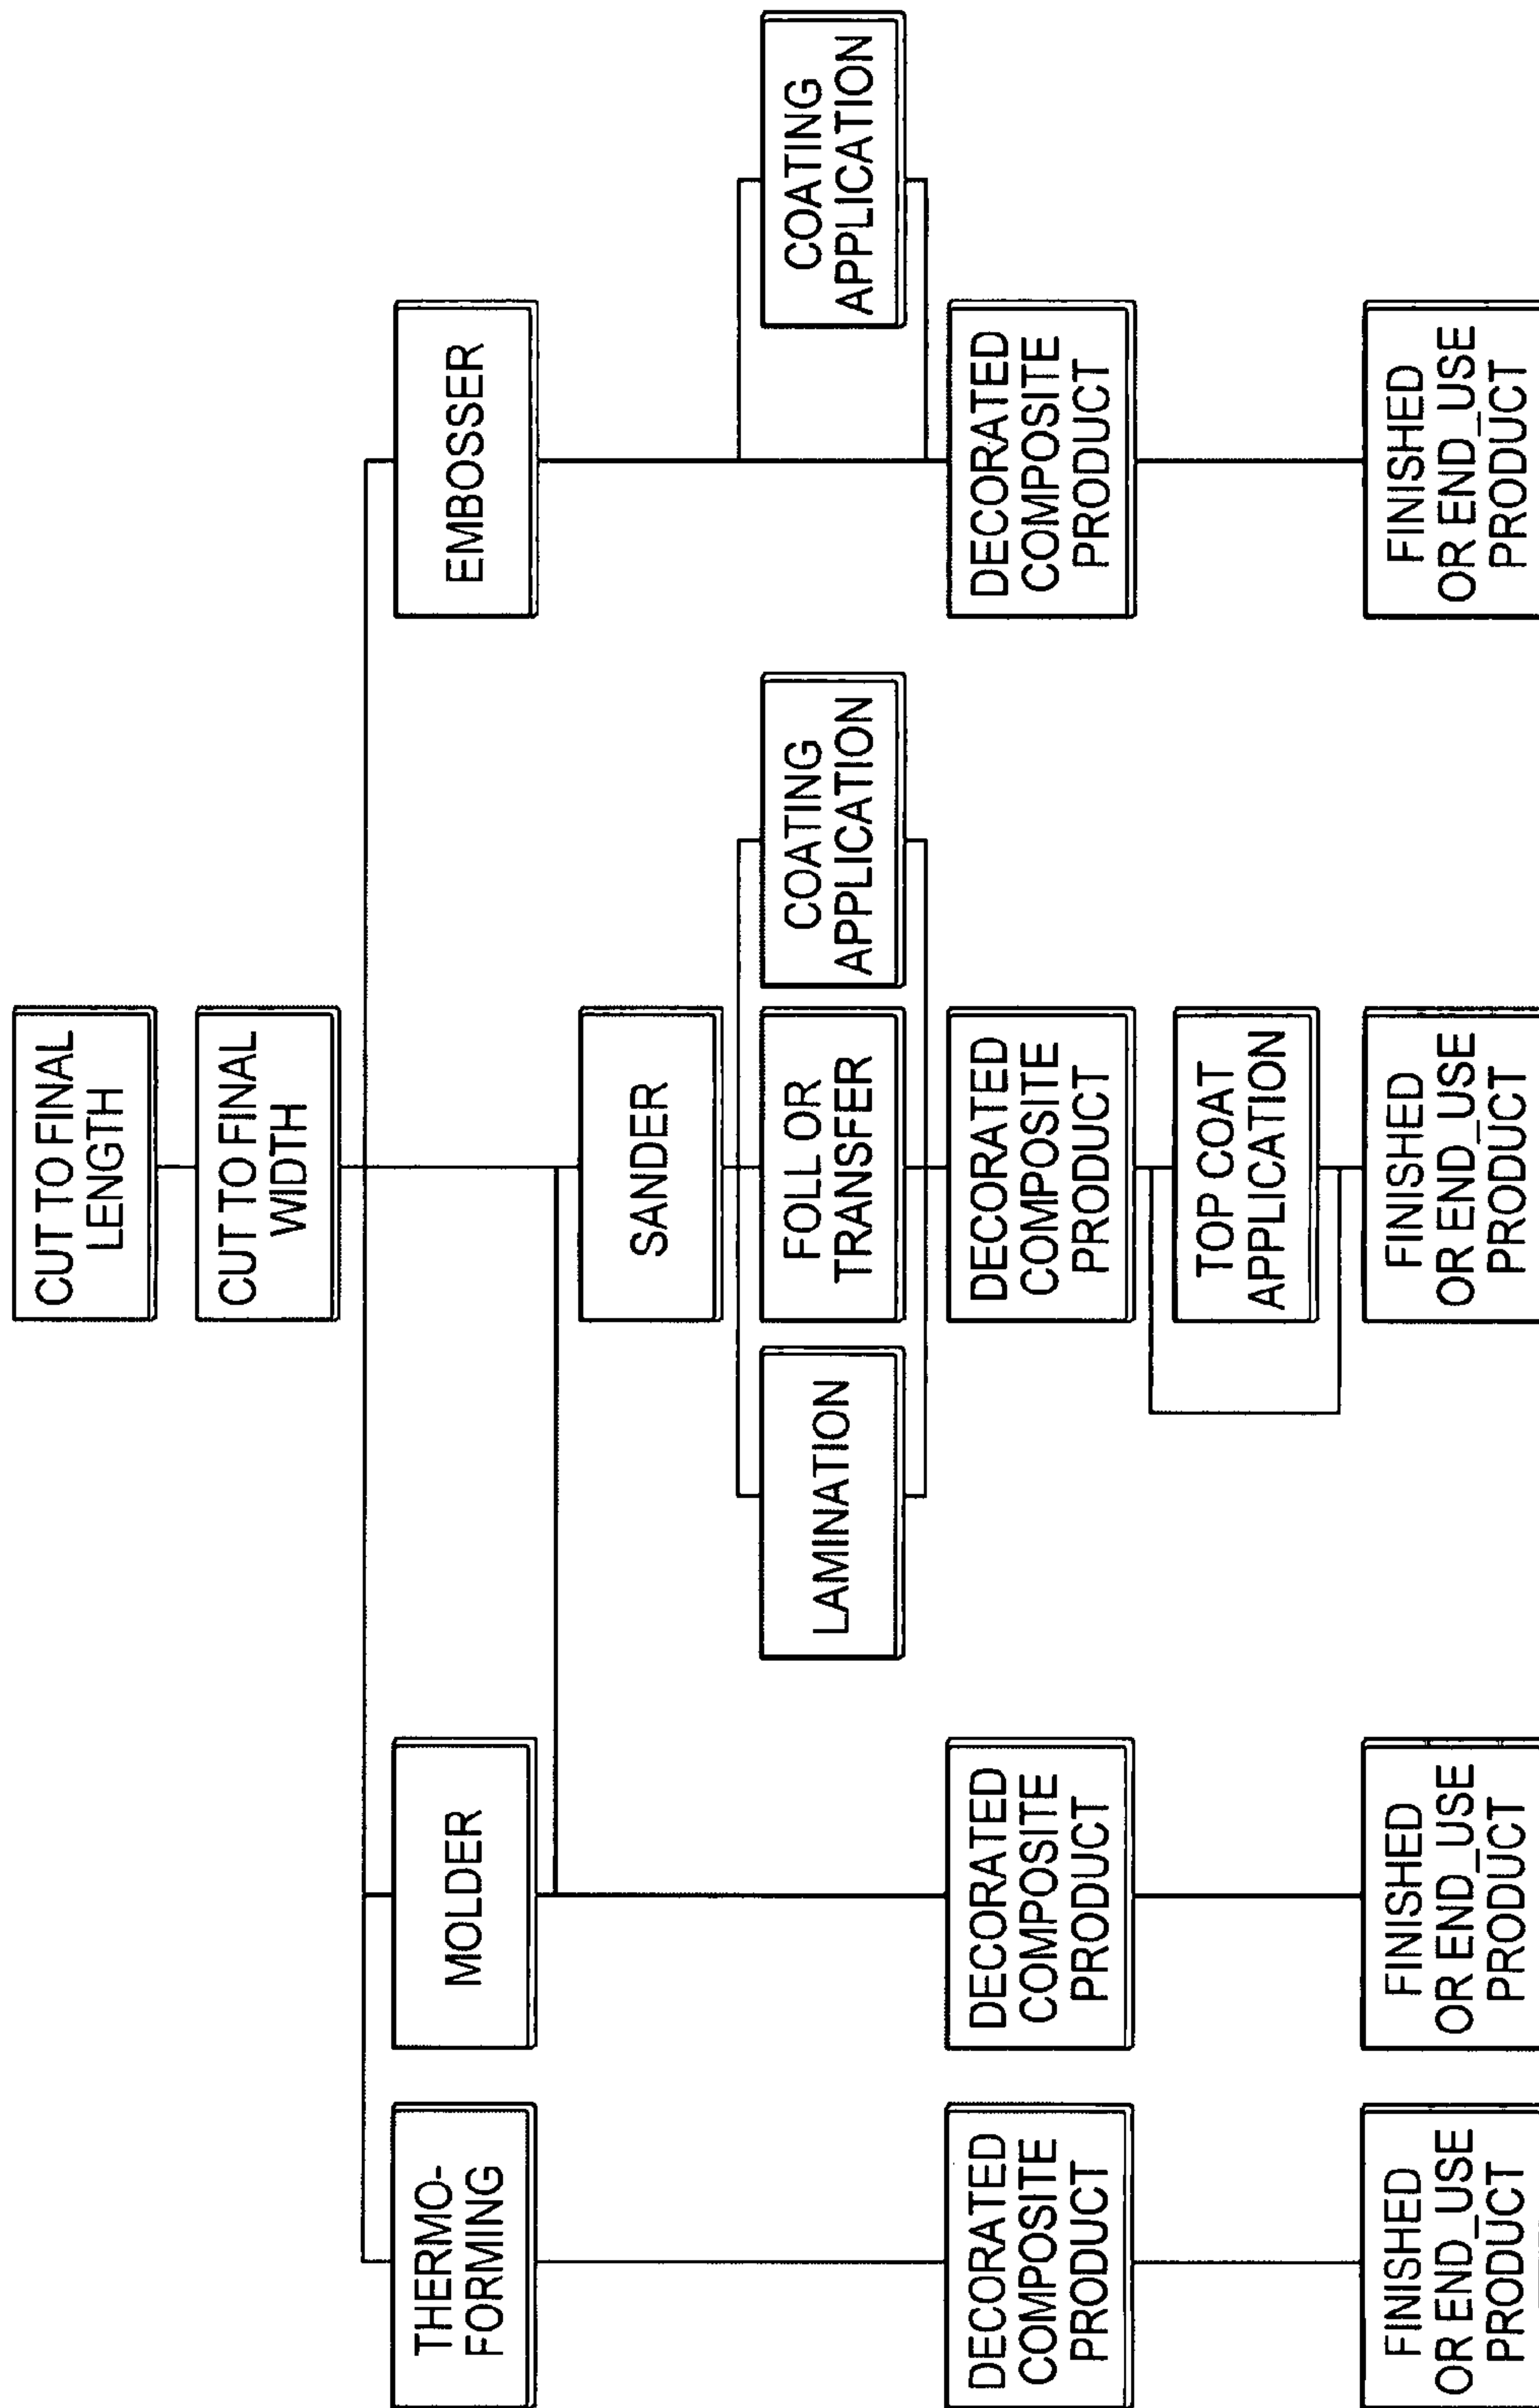 CUT TO FINAL
LENGTH
CUT TO FINAL
WIDTH
THERMO-
FORMING
MOLDER
EMBOSSER
SANDER
LAMINATION
FOLL OR
TRANSFER
COATING
APPLICATION
COATING
APPLICATION
DECORATED
COMPOSITE
PRODUCT
DECORATED
COMPOSITE
PRODUCT
DECORATED
COMPOSITE
PRODUCT
DECORATED
COMPOSITE
PRODUCT
TOP COAT
APPLICATION
FINISHED
OR END_USE
PRODUCT
FINISHED
OR END_USE
PRODUCT
FINISHED
OR END_USE
PRODUCT
FINISHED
OR END_USE
PRODUCT